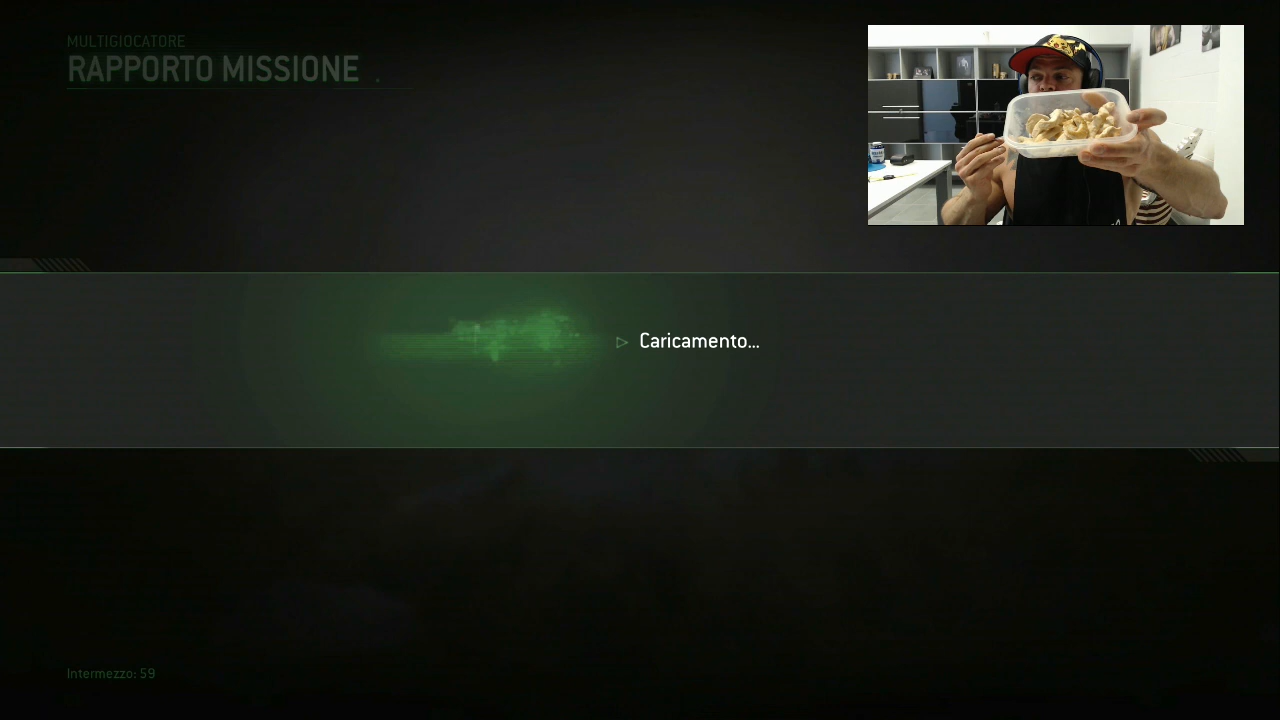 MULTIGIOCATORE
RAPPORTO MISSIONE
Caricamento...
Intermezzo: 59